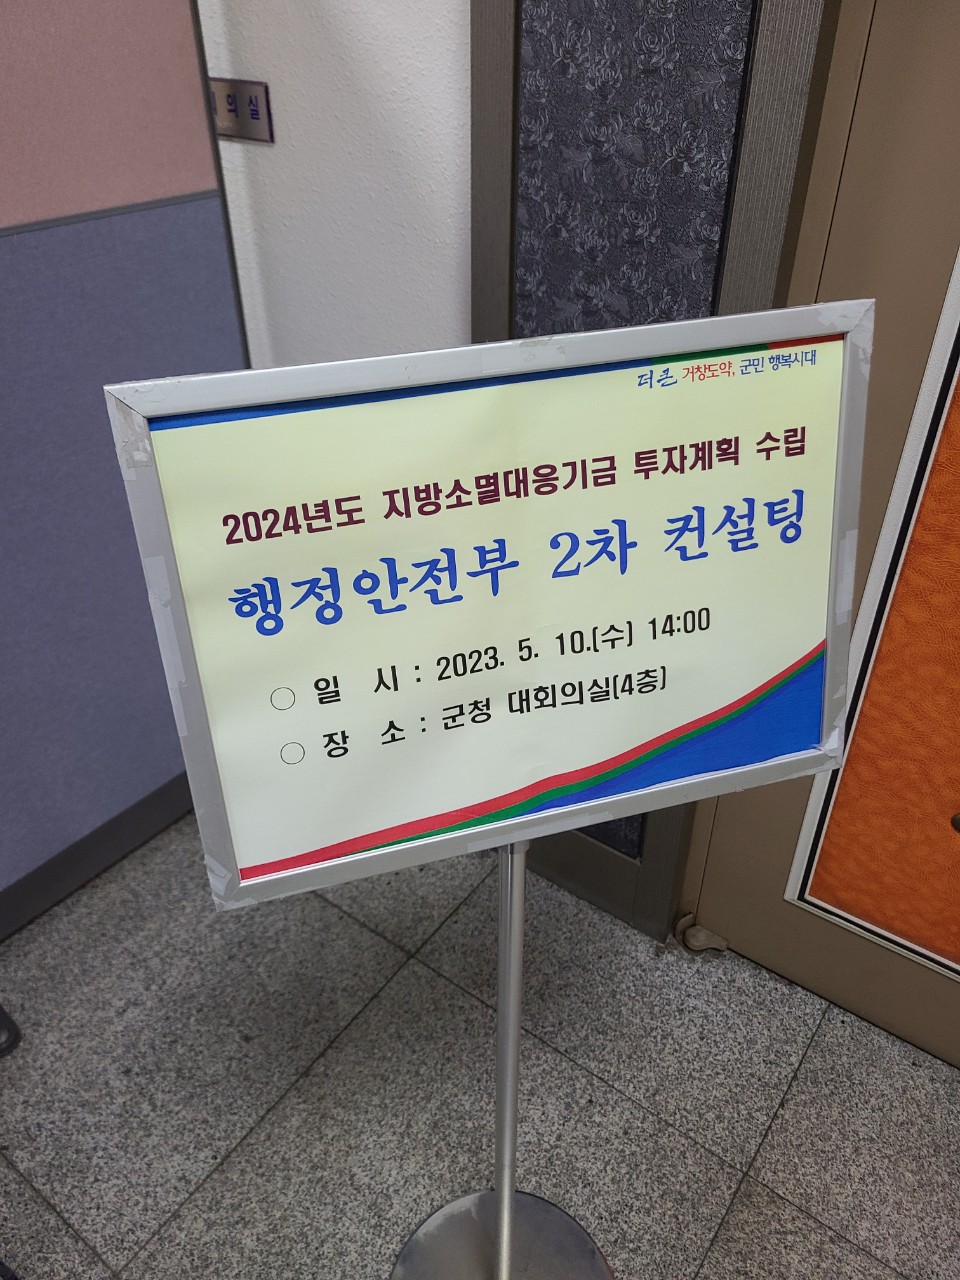 의실
더 큰 거창도약, 군민 행복시대
2024년도 지방소멸대응기금 투자계획 수립
행정안전부 2차 컨설팅
○ 일 시 : 2023. 5. 10.(수) 14:00
○ 장 소 : 군청 대회의실(4층)